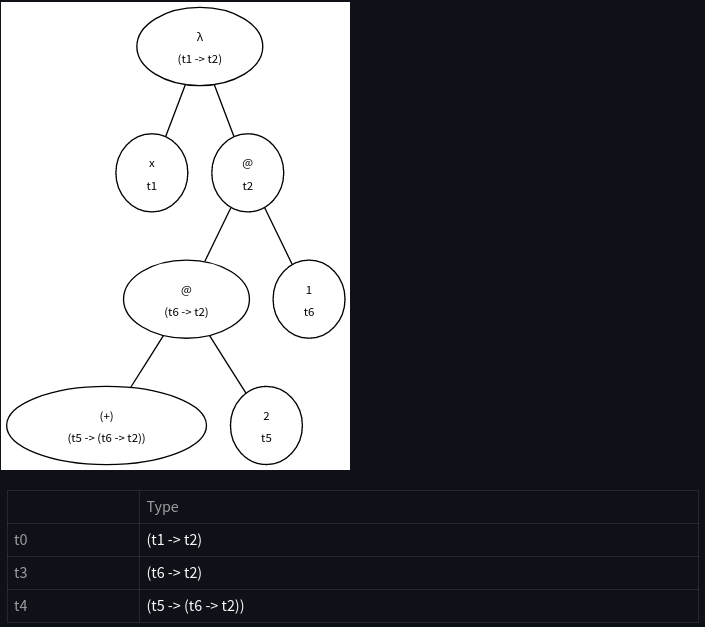 λ
(t1 -> t2)
x
t1
@
t2
@
(t6 -> t2)
1
t6
(+)
(t5 -> (t6 -> t2))
2
t5
Type
t0 (t1 -> t2)
t3 (t6 -> t2)
t4 (t5 -> (t6 -> t2))